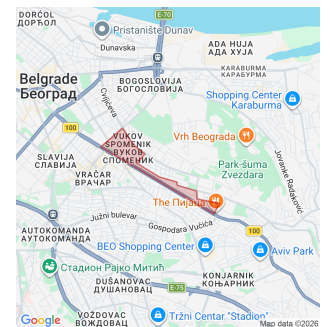 DORĆOL
ДОРЋОЛ
E-70
Pristanište Dunav
Dunavska
ADA HUJA
АДА ХУЈА
Belgrade
Београд
BOGOSLOVIJA
БОГОСЛОВИЈА
KARABURMA
КАРАБУРМА
Cvijićeva
Shopping Center
Karaburma
100
VUKOV
SPOMENIK
ВУКОВ
СПОМЕНИК
Vrh Beograda
SLAVIJA
СЛАВИЈА
Park-šuma
Zvezdara
Jovanke Radaković
VRAČAR
ВРАЧАР
The Пијаца
Južni bulevar
Gospodara Vučića
100
AUTOKOMANDA
АУТОКОМАНДА
BEO Shopping Center
Aviv Park
Стадион Рајко Митић
KONJARNIK
КОЊАРНИК
DUŠANOVAC
ДУШАНОВАЦ
E-75
VOŽDOVAC
ВОЖДОВАЦ
Tržni Centar "Stadion"
Google
Map data ©2026